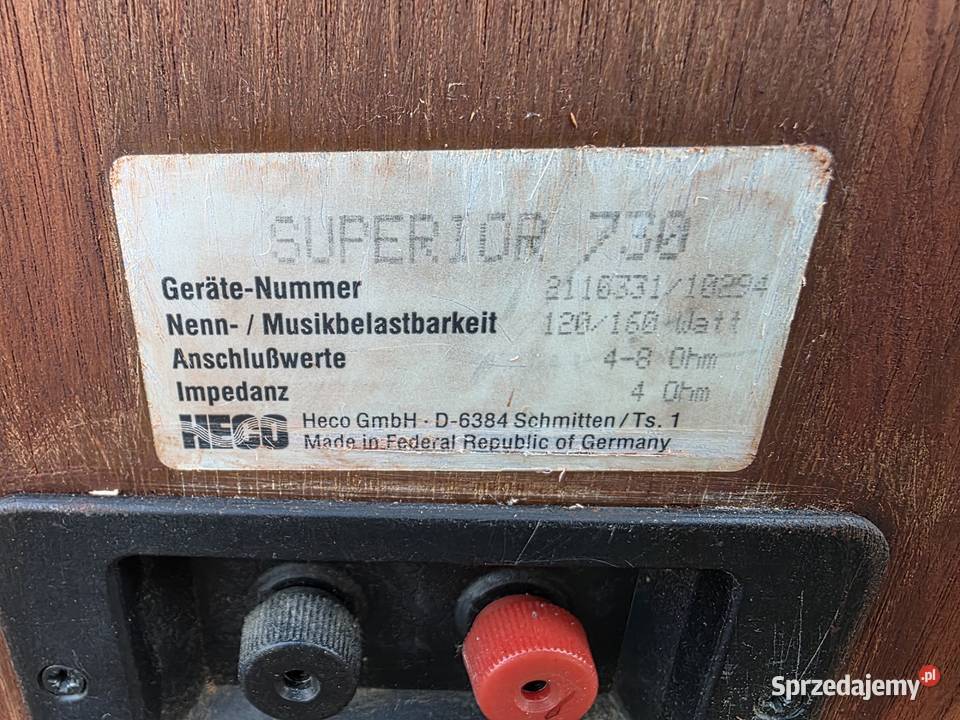 SUPERIOR 730
Geräte-Nummer 2110331/10294
Nenn- / Musikbelastbarkeit 120/160 Watt
Anschlußwerte 4-8 Ohm
Impedanz 4 Ohm
HECO Heco GmbH · D-6384 Schmitten/Ts. 1
Made in Federal Republic of Germany
Sprzedajemy.pl